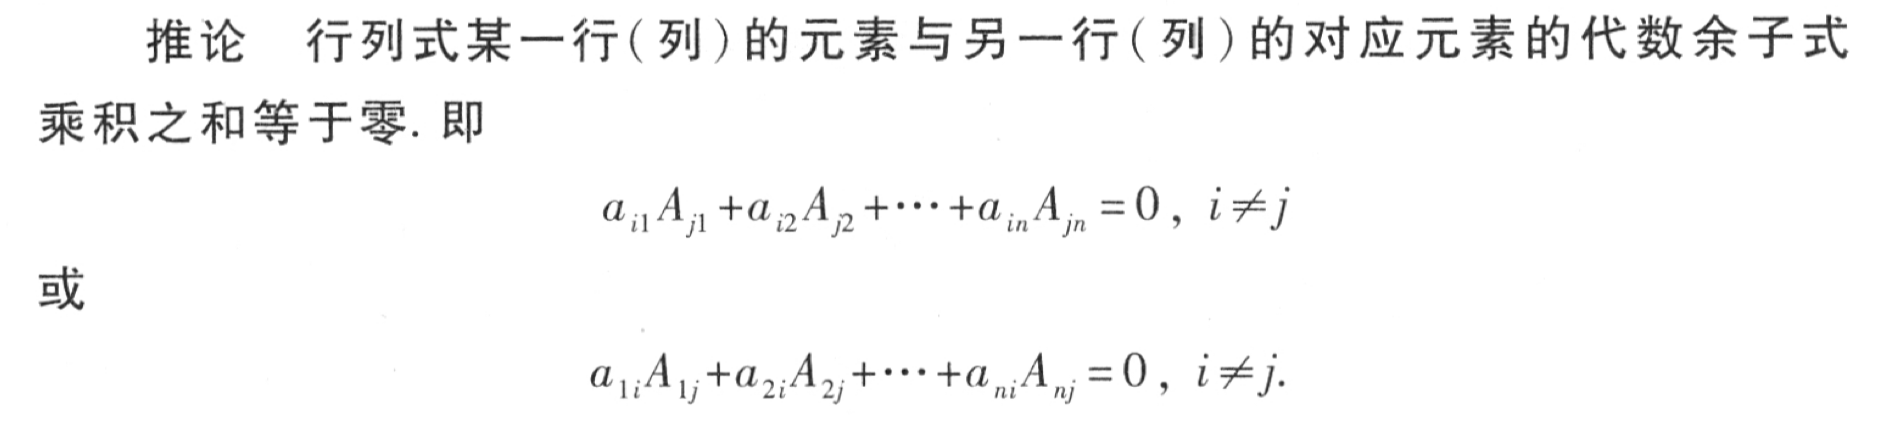 推论 行列式某一行(列)的元素与另一行(列)的对应元素的代数余子式
乘积之和等于零. 即
a_{i1}A_{j1}+a_{i2}A_{j2}+⋯+a_{in}A_{jn}=0, i≠j
或
a_{1i}A_{1j}+a_{2i}A_{2j}+⋯+a_{ni}A_{nj}=0, i≠j.